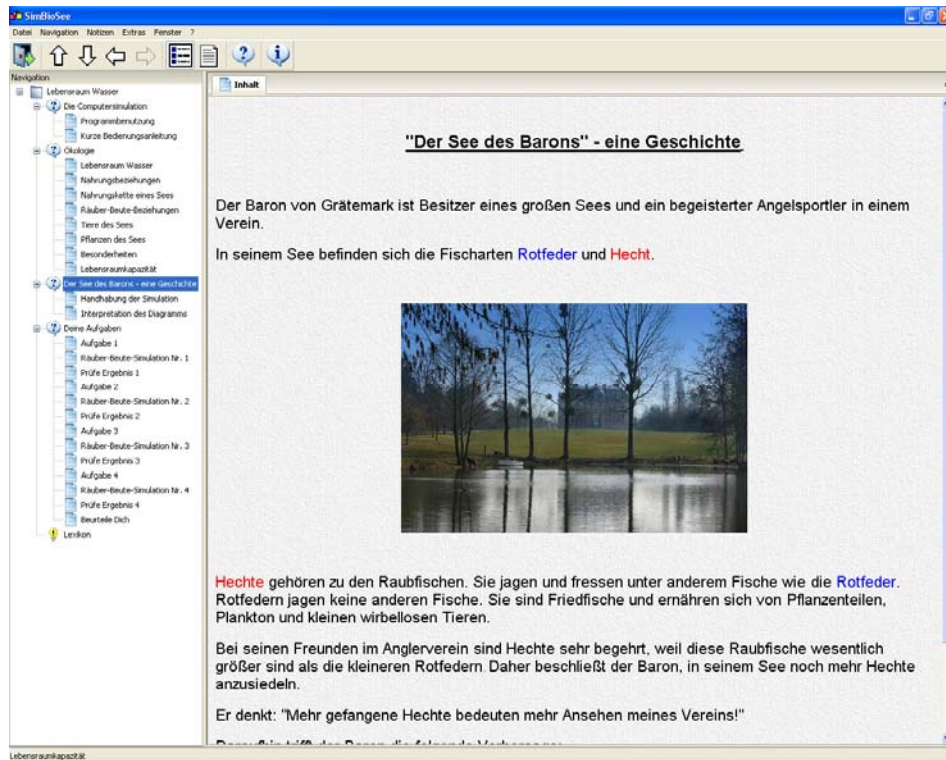 SimBioSee
Datei Navigation Notizen Extras Fenster ?
Navigation
Lebensraum Wasser
Die Computersimulation
Programmbenutzung
Kurze Bedienungsanleitung
Ökologie
Lebensraum Wasser
Nahrungsbeziehungen
Nahrungskette eines Sees
Räuber-Beute-Beziehungen
Tiere des Sees
Pflanzen des Sees
Besonderheiten
Lebensraumkapazität
Der See des Barons - eine Geschichte
Handhabung der Simulation
Interpretation des Diagramms
Deine Aufgaben
Aufgabe 1
Räuber-Beute-Simulation Nr. 1
Prüfe Ergebnis 1
Aufgabe 2
Räuber-Beute-Simulation Nr. 2
Prüfe Ergebnis 2
Aufgabe 3
Räuber-Beute-Simulation Nr. 3
Prüfe Ergebnis 3
Aufgabe 4
Räuber-Beute-Simulation Nr. 4
Prüfe Ergebnis 4
Beurteile Dich
Lexikon
Inhalt
"Der See des Barons" - eine Geschichte
Der Baron von Grätemark ist Besitzer eines großen Sees und ein begeisterter Angelsportler in einem
Verein.
In seinem See befinden sich die Fischarten Rotfeder und Hecht.
Hechte gehören zu den Raubfischen. Sie jagen und fressen unter anderem Fische wie die Rotfeder.
Rotfedern jagen keine anderen Fische. Sie sind Friedfische und ernähren sich von Pflanzenteilen,
Plankton und kleinen wirbellosen Tieren.
Bei seinen Freunden im Anglerverein sind Hechte sehr begehrt, weil diese Raubfische wesentlich
größer sind als die kleineren Rotfedern. Daher beschließt der Baron, in seinem See noch mehr Hechte
anzusiedeln.
Er denkt: "Mehr gefangene Hechte bedeuten mehr Ansehen meines Vereins!"
Daraufhin trifft der Baron die folgende Vorhersage:
Lebensraumkapazität